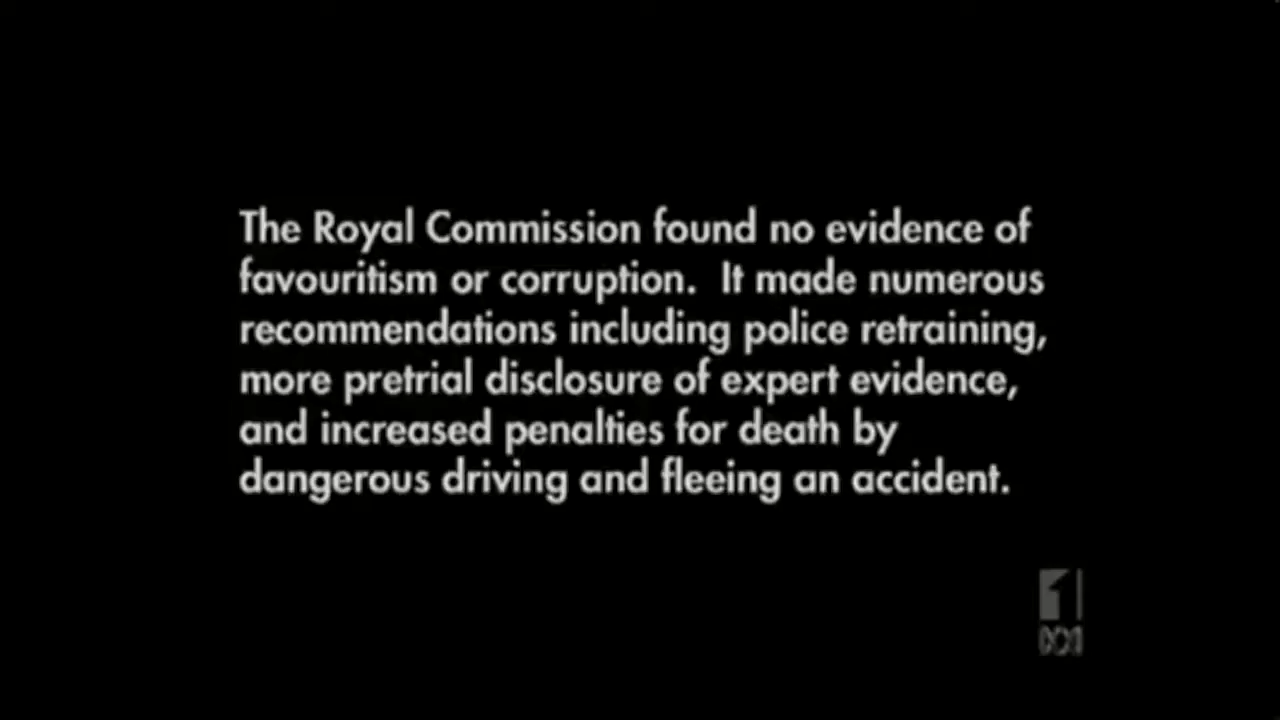 The Royal Commission found no evidence of
favouritism or corruption.  It made numerous
recommendations including police retraining,
more pretrial disclosure of expert evidence,
and increased penalties for death by
dangerous driving and fleeing an accident.
1